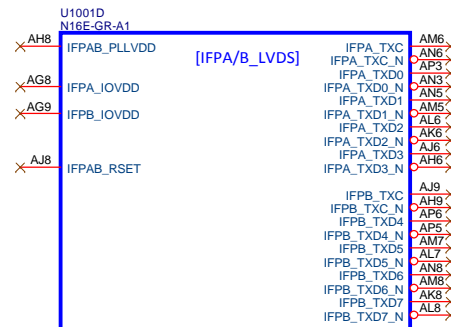 U1001D
N16E-GR-A1
[IFPA/B_LVDS]
AH8 IFPAB_PLLVDD
AG8 IFPA_IOVDD
AG9 IFPB_IOVDD
AJ8 IFPAB_RSET
IFPA_TXC AM6
IFPA_TXC_N AN6
IFPA_TXD0 AP3
IFPA_TXD0_N AN3
IFPA_TXD1 AN5
IFPA_TXD1_N AM5
IFPA_TXD2 AL6
IFPA_TXD2_N AK6
IFPA_TXD3 AJ6
IFPA_TXD3_N AH6
IFPB_TXC AJ9
IFPB_TXC_N AH9
IFPB_TXD4 AP6
IFPB_TXD4_N AP5
IFPB_TXD5 AM7
IFPB_TXD5_N AL7
IFPB_TXD6 AN8
IFPB_TXD6_N AM8
IFPB_TXD7 AK8
IFPB_TXD7_N AL8